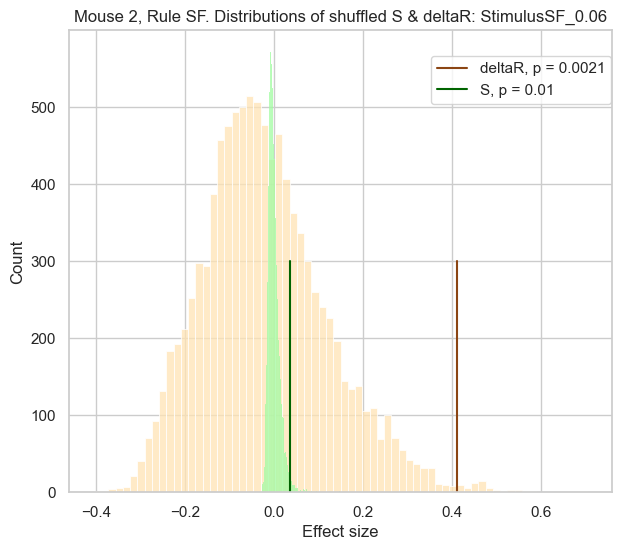 Mouse 2, Rule SF. Distributions of shuffled S & deltaR: StimulusSF_0.06
deltaR, p = 0.0021
S, p = 0.01
Count
500
400
300
200
100
0
−0.4
−0.2
0.0
0.2
0.4
0.6
Effect size